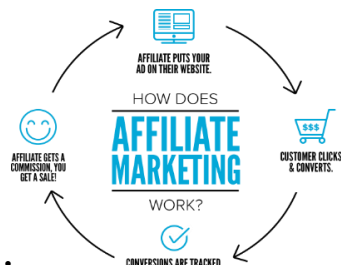 AFFILIATE PUTS YOUR
AD ON THEIR WEBSITE.
HOW DOES
AFFILIATE
MARKETING
WORK?
$$$
CUSTOMER CLICKS
& CONVERTS.
CONVERSIONS ARE TRACKED
AFFILIATE GETS A
COMMISSION, YOU
GET A SALE!